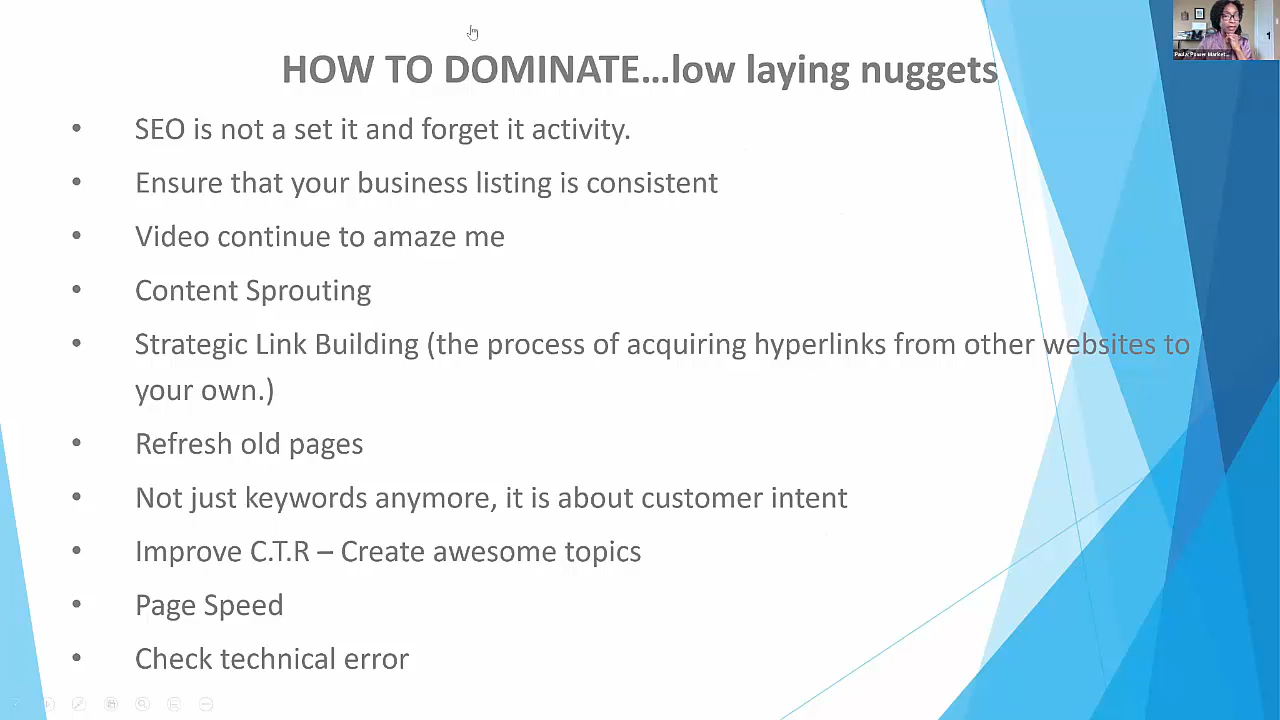 HOW TO DOMINATE...low laying nuggets
• SEO is not a set it and forget it activity.
• Ensure that your business listing is consistent
• Video continue to amaze me
• Content Sprouting
• Strategic Link Building (the process of acquiring hyperlinks from other websites to
your own.)
• Refresh old pages
• Not just keywords anymore, it is about customer intent
• Improve C.T.R – Create awesome topics
• Page Speed
• Check technical error